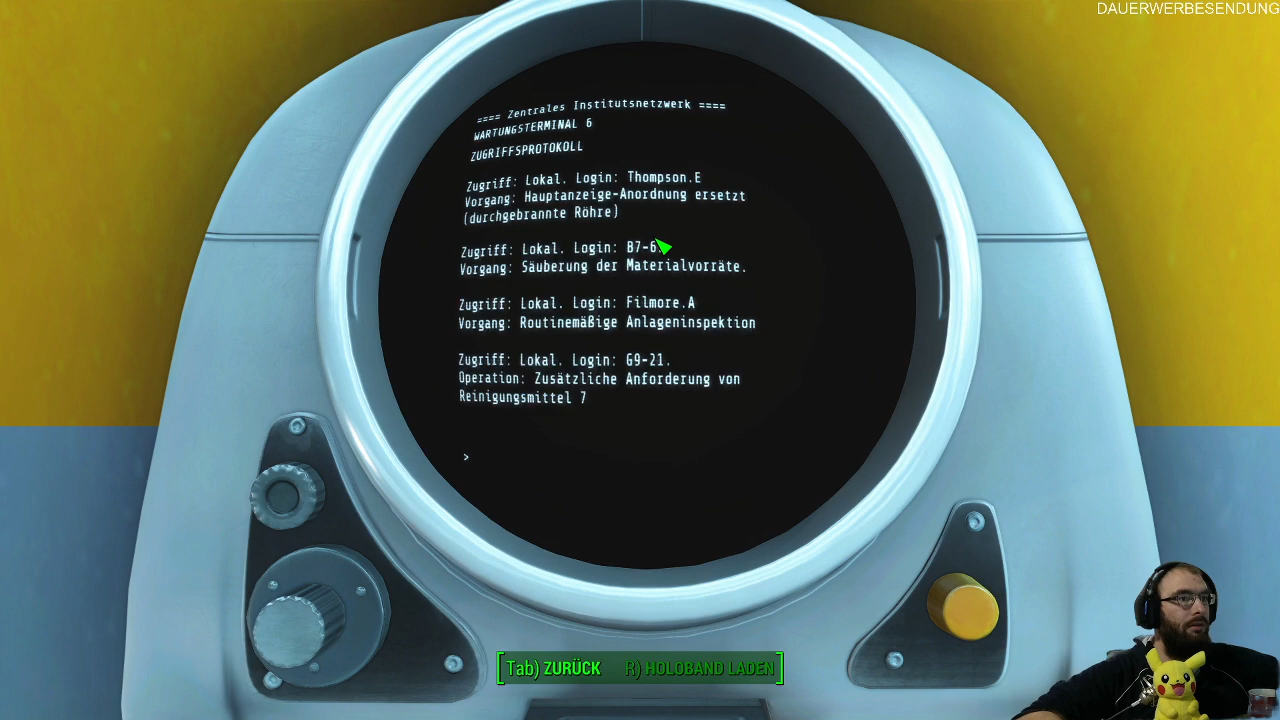 DAUERWERBESENDUNG
==== Zentrales Institutsnetzwerk ====
WARTUNGSTERMINAL 6
ZUGRIFFSPROTOKOLL
Zugriff: Lokal. Login: Thompson.E
Vorgang: Hauptanzeige-Anordnung ersetzt
(durchgebrannte Röhre)
Zugriff: Lokal. Login: B7-6.
Vorgang: Säuberung der Materialvorräte.
Zugriff: Lokal. Login: Filmore.A
Vorgang: Routinemäßige Anlageninspektion
Zugriff: Lokal. Login: G9-21.
Operation: Zusätzliche Anforderung von
Reinigungsmittel 7
>
Tab) ZURÜCK R) HOLOBAND LADEN